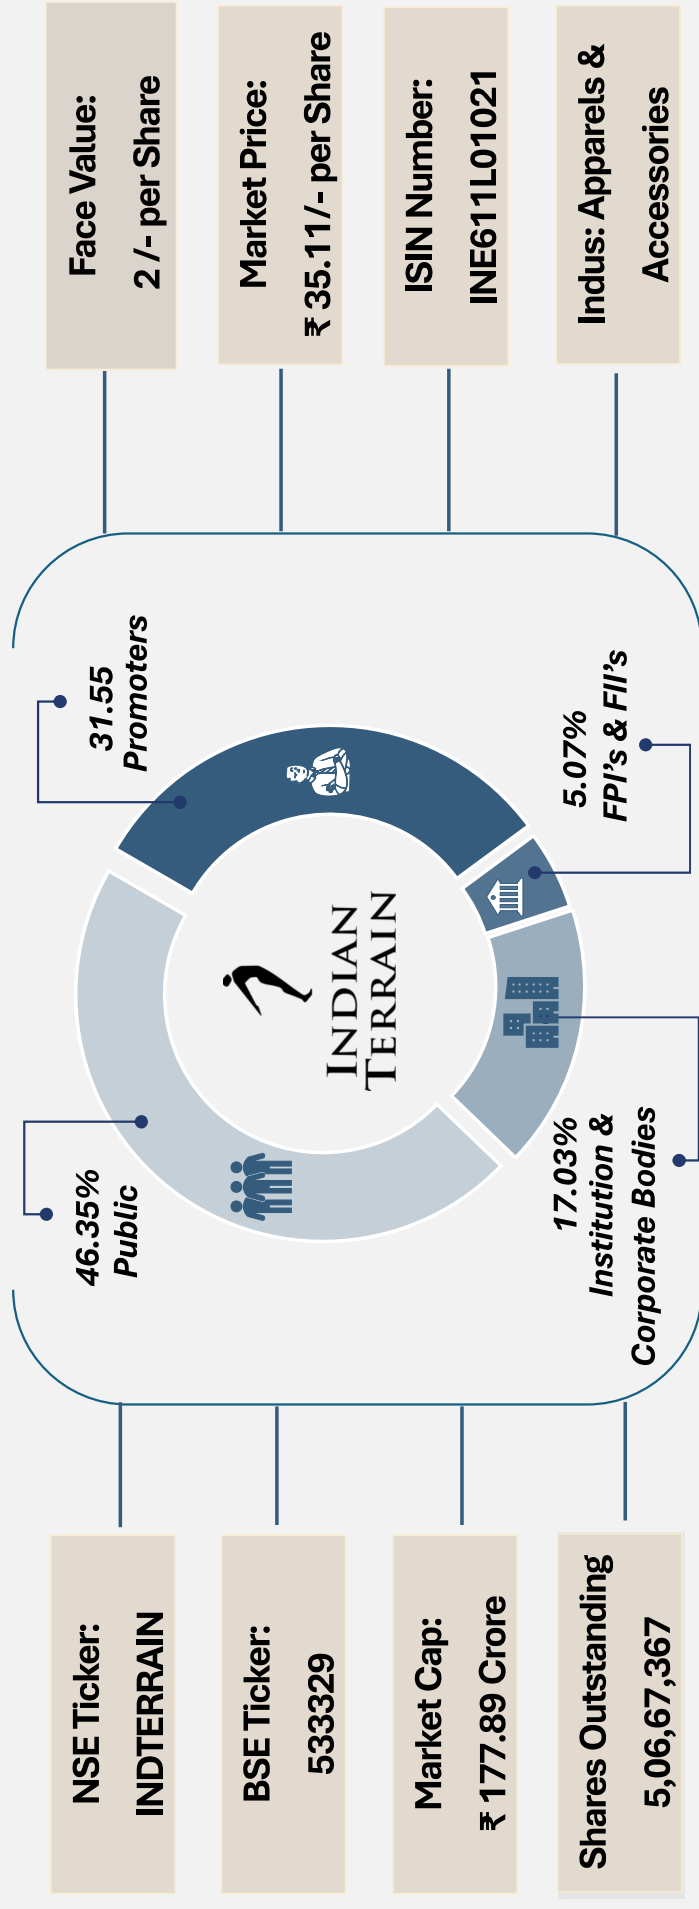 NSE Ticker:
INDTERRAIN
BSE Ticker:
533329
Market Cap:
₹ 177.89 Crore
Shares Outstanding
5,06,67,367
46.35%
Public
31.55
Promoters
INDIAN
TERRAIN
17.03%
Institution &
Corporate Bodies
5.07%
FPI's & FII's
Face Value:
2 /- per Share
Market Price:
₹ 35.11/- per Share
ISIN Number:
INE611L01021
Indus: Apparels &
Accessories